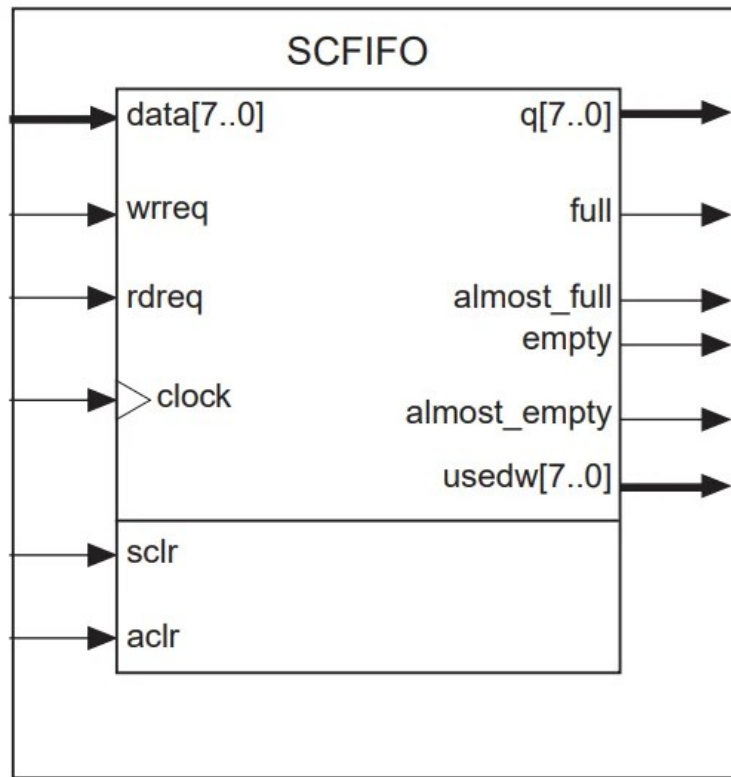 SCFIFO
data[7..0]
q[7..0]
wrreq
full
rdreq
almost_full
empty
clock
almost_empty
usedw[7..0]
sclr
aclr